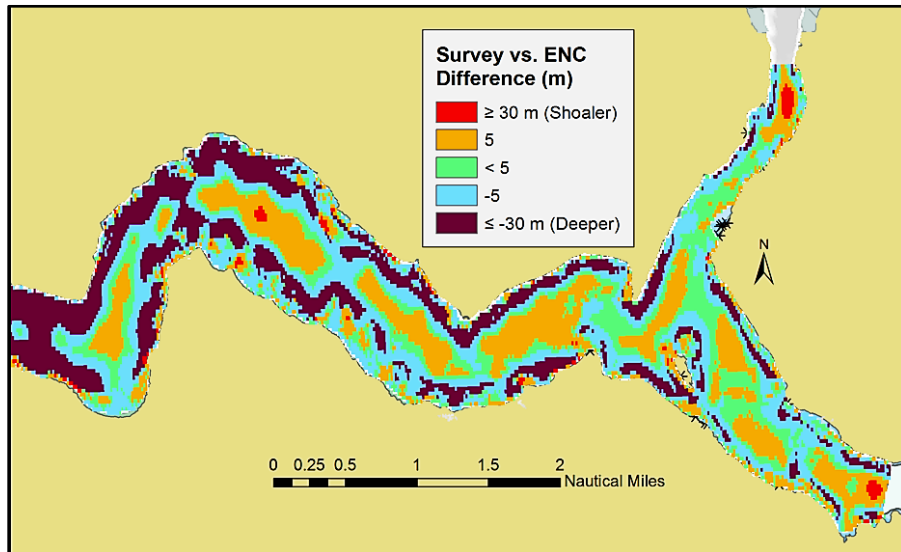 Survey vs. ENC
Difference (m)
≥ 30 m (Shoaler)
5
< 5
-5
≤ -30 m (Deeper)
N
0 0.25 0.5 1 1.5 2
Nautical Miles